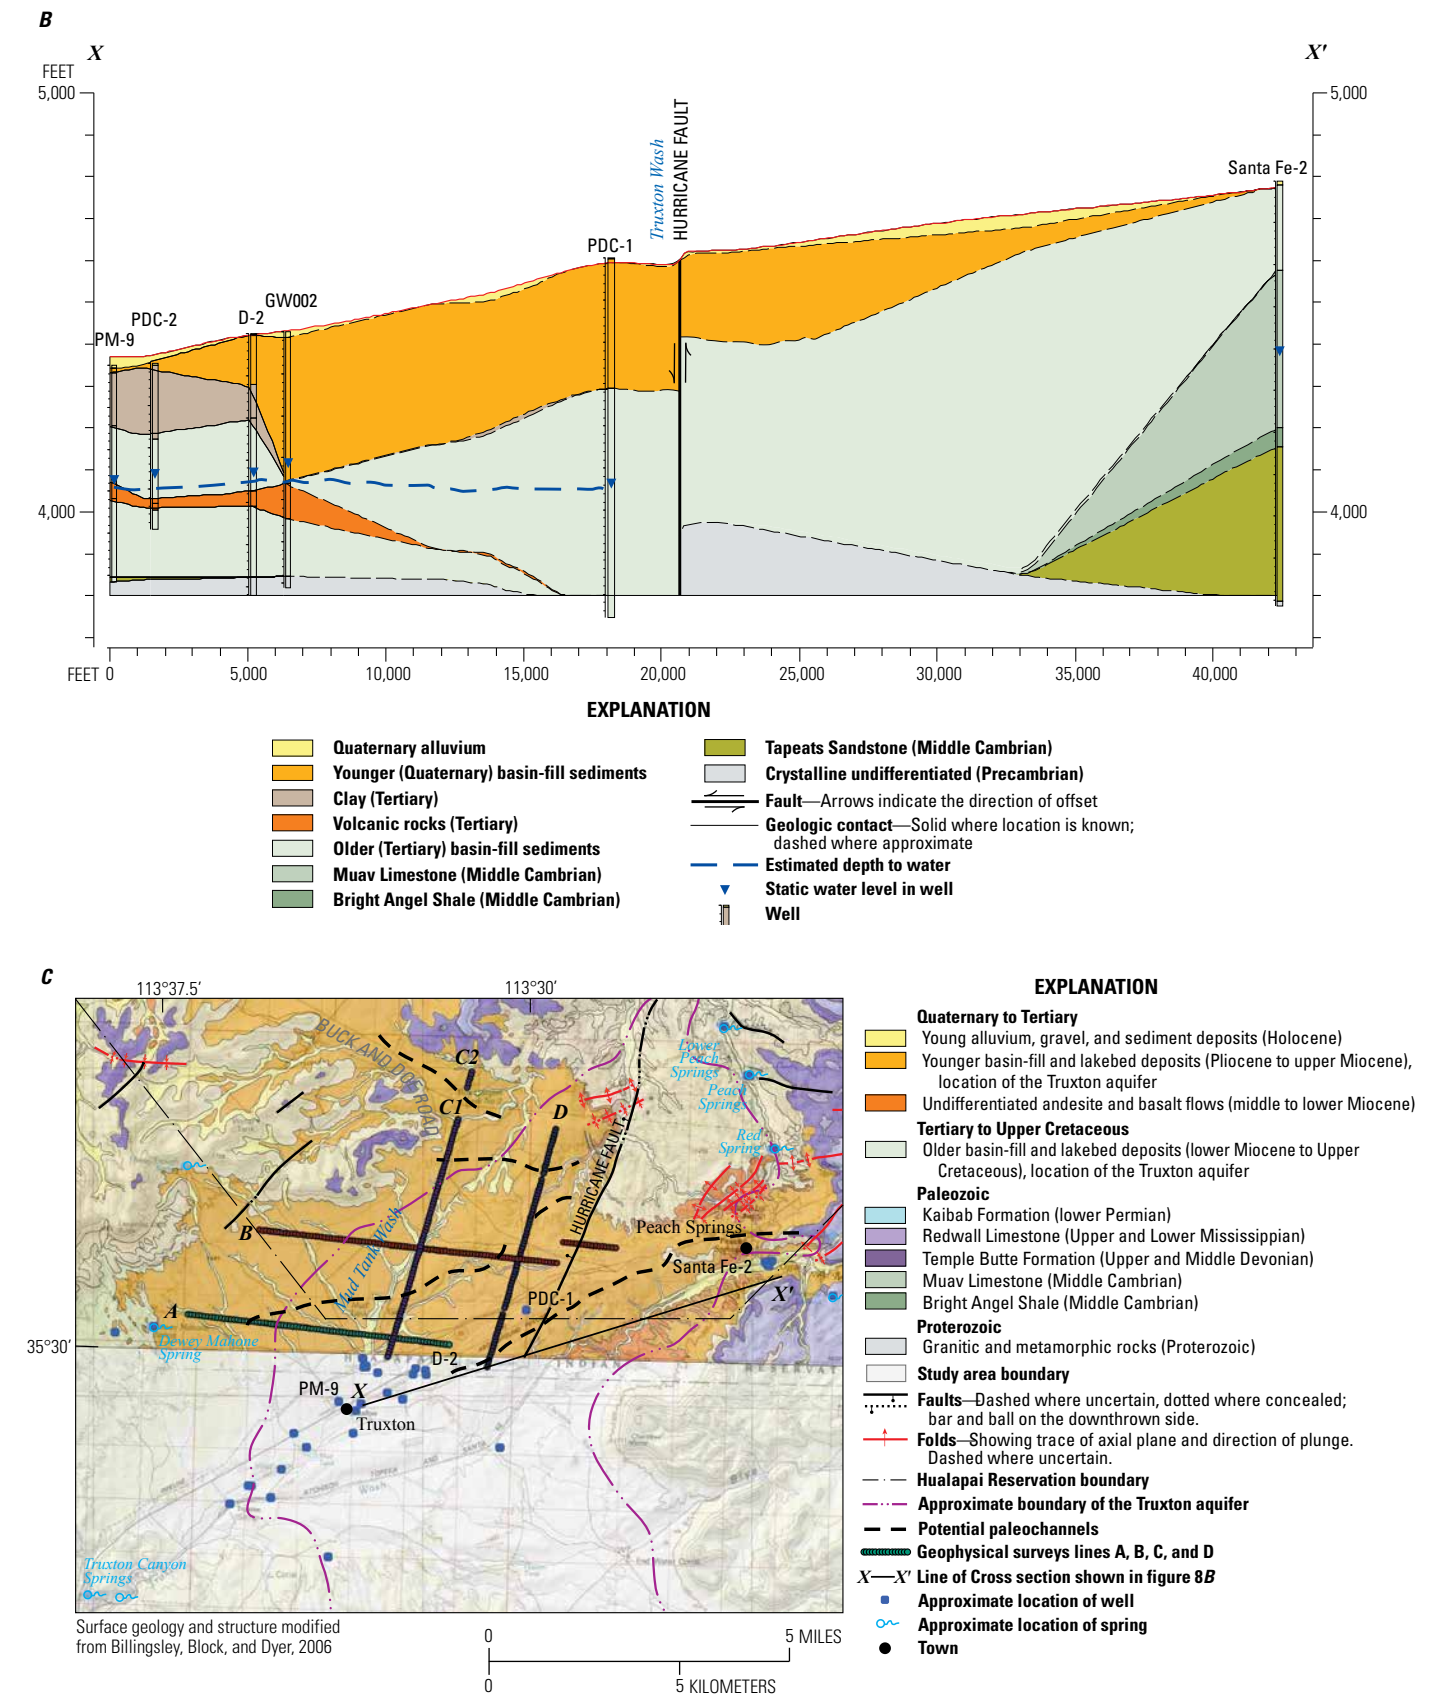 B
X
X′
FEET
5,000
5,000
Truxton Wash
HURRICANE FAULT
Santa Fe-2
PDC-1
GW002
D-2
PDC-2
PM-9
4,000
4,000
FEET 0
5,000
10,000
15,000
20,000
25,000
30,000
35,000
40,000
EXPLANATION
Quaternary alluvium
Younger (Quaternary) basin-fill sediments
Clay (Tertiary)
Volcanic rocks (Tertiary)
Older (Tertiary) basin-fill sediments
Muav Limestone (Middle Cambrian)
Bright Angel Shale (Middle Cambrian)
Tapeats Sandstone (Middle Cambrian)
Crystalline undifferentiated (Precambrian)
Fault—Arrows indicate the direction of offset
Geologic contact—Solid where location is known;
dashed where approximate
Estimated depth to water
Static water level in well
Well
C
113°37.5′
113°30′
35°30′
BUCK AND DOE ROAD
C2
C1
D
HURRICANE FAULT
Lower
Peach
Springs
Peach
Springs
Red
Spring
B
Mud Tank Wash
Peach Springs
Santa Fe-2
PDC-1
X′
A
Dewey Mahone
Spring
D-2
PM-9
X
Truxton
Truxton Canyon
Springs
Surface geology and structure modified
from Billingsley, Block, and Dyer, 2006
0
5 MILES
0
5 KILOMETERS
EXPLANATION
Quaternary to Tertiary
Young alluvium, gravel, and sediment deposits (Holocene)
Younger basin-fill and lakebed deposits (Pliocene to upper Miocene),
location of the Truxton aquifer
Undifferentiated andesite and basalt flows (middle to lower Miocene)
Tertiary to Upper Cretaceous
Older basin-fill and lakebed deposits (lower Miocene to Upper
Cretaceous), location of the Truxton aquifer
Paleozoic
Kaibab Formation (lower Permian)
Redwall Limestone (Upper and Lower Mississippian)
Temple Butte Formation (Upper and Middle Devonian)
Muav Limestone (Middle Cambrian)
Bright Angel Shale (Middle Cambrian)
Proterozoic
Granitic and metamorphic rocks (Proterozoic)
Study area boundary
Faults—Dashed where uncertain, dotted where concealed;
bar and ball on the downthrown side.
Folds—Showing trace of axial plane and direction of plunge.
Dashed where uncertain.
Hualapai Reservation boundary
Approximate boundary of the Truxton aquifer
Potential paleochannels
Geophysical surveys lines A, B, C, and D
X—X′ Line of Cross section shown in figure 8B
Approximate location of well
Approximate location of spring
Town